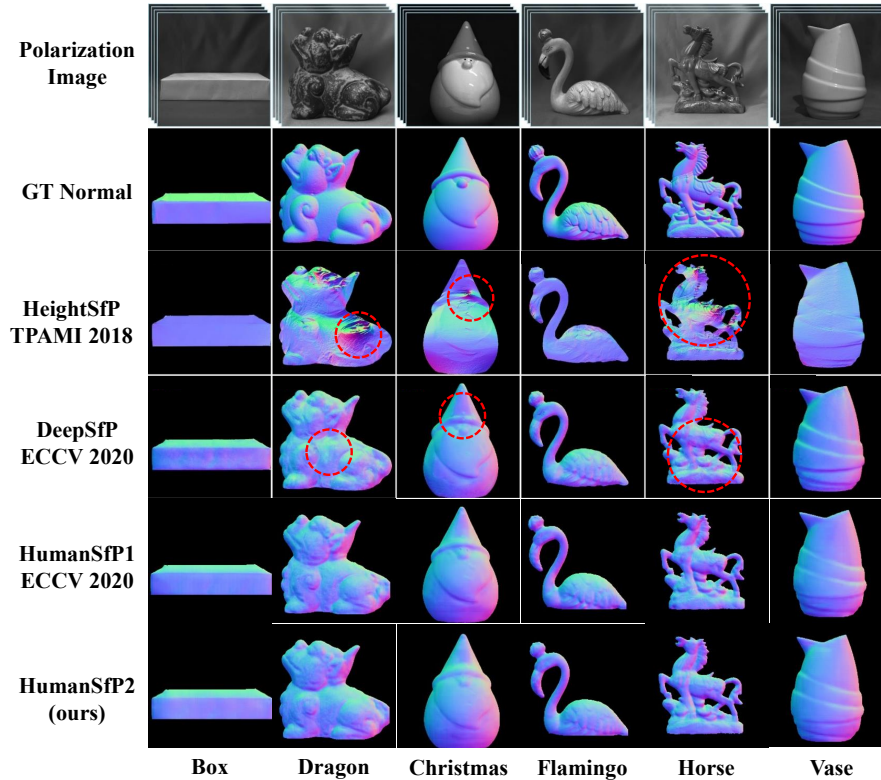 Polarization
Image
GT Normal
HeightSfP
TPAMI 2018
DeepSfP
ECCV 2020
HumanSfP1
ECCV 2020
HumanSfP2
(ours)
Box Dragon Christmas Flamingo Horse Vase